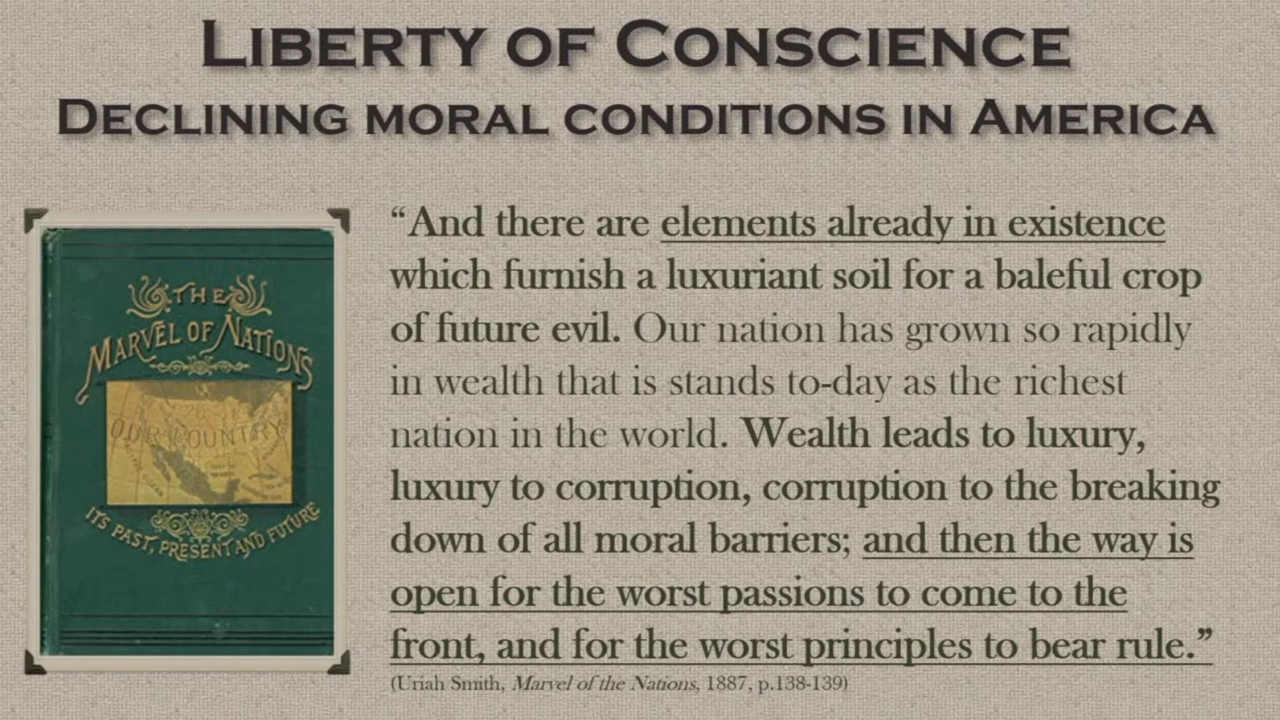 LIBERTY OF CONSCIENCE
DECLINING MORAL CONDITIONS IN AMERICA
THE
MARVEL OF NATIONS
OUR COUNTRY
ITS PAST, PRESENT AND FUTURE
“And there are elements already in existence
which furnish a luxuriant soil for a baleful crop
of future evil. Our nation has grown so rapidly
in wealth that is stands to-day as the richest
nation in the world. Wealth leads to luxury,
luxury to corruption, corruption to the breaking
down of all moral barriers; and then the way is
open for the worst passions to come to the
front, and for the worst principles to bear rule.”
(Uriah Smith, Marvel of the Nations, 1887, p.138-139)